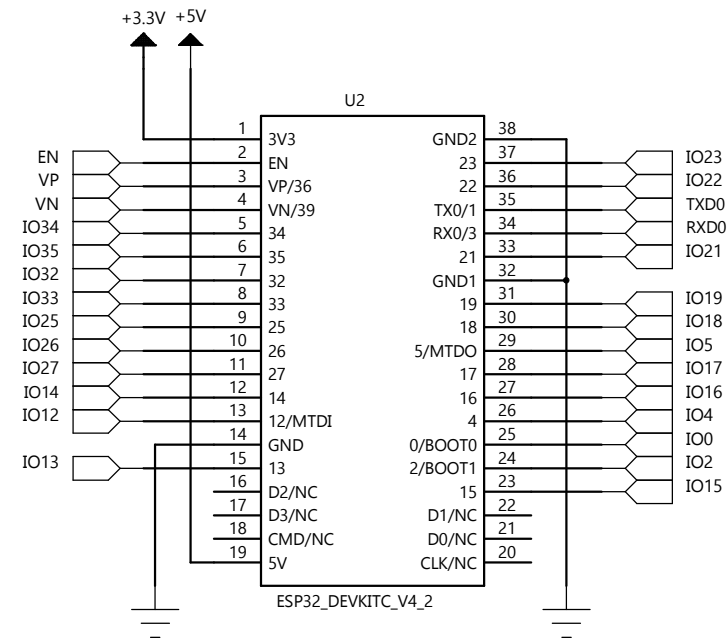 +3.3V +5V
U2
1 3V3 GND2 38
EN 2 EN 23 37 IO23
VP 3 VP/36 22 36 IO22
VN 4 VN/39 TX0/1 35 TXD0
IO34 5 34 RX0/3 34 RXD0
IO35 6 35 21 33 IO21
IO32 7 32 GND1 32
IO33 8 33 19 31 IO19
IO25 9 25 18 30 IO18
IO26 10 26 5/MTDO 29 IO5
IO27 11 27 17 28 IO17
IO14 12 14 16 27 IO16
IO12 13 12/MTDI 4 26 IO4
14 GND 0/BOOT0 25 IO0
IO13 15 13 2/BOOT1 24 IO2
16 D2/NC 15 23 IO15
17 D3/NC D1/NC 22
18 CMD/NC D0/NC 21
19 5V CLK/NC 20
ESP32_DEVKITC_V4_2